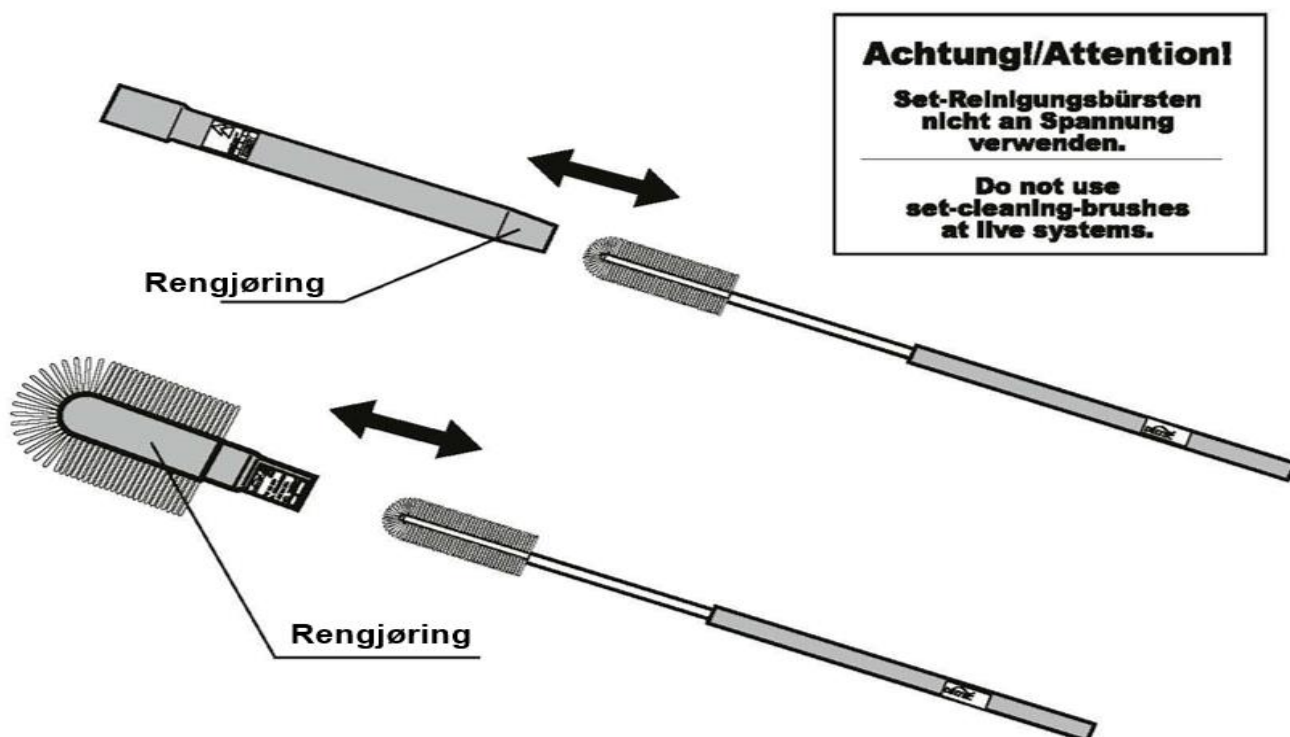 Achtung!/Attention!
Set-Reinigungsbürsten
nicht an Spannung
verwenden.
Do not use
set-cleaning-brushes
at live systems.
Rengjøring
Rengjøring